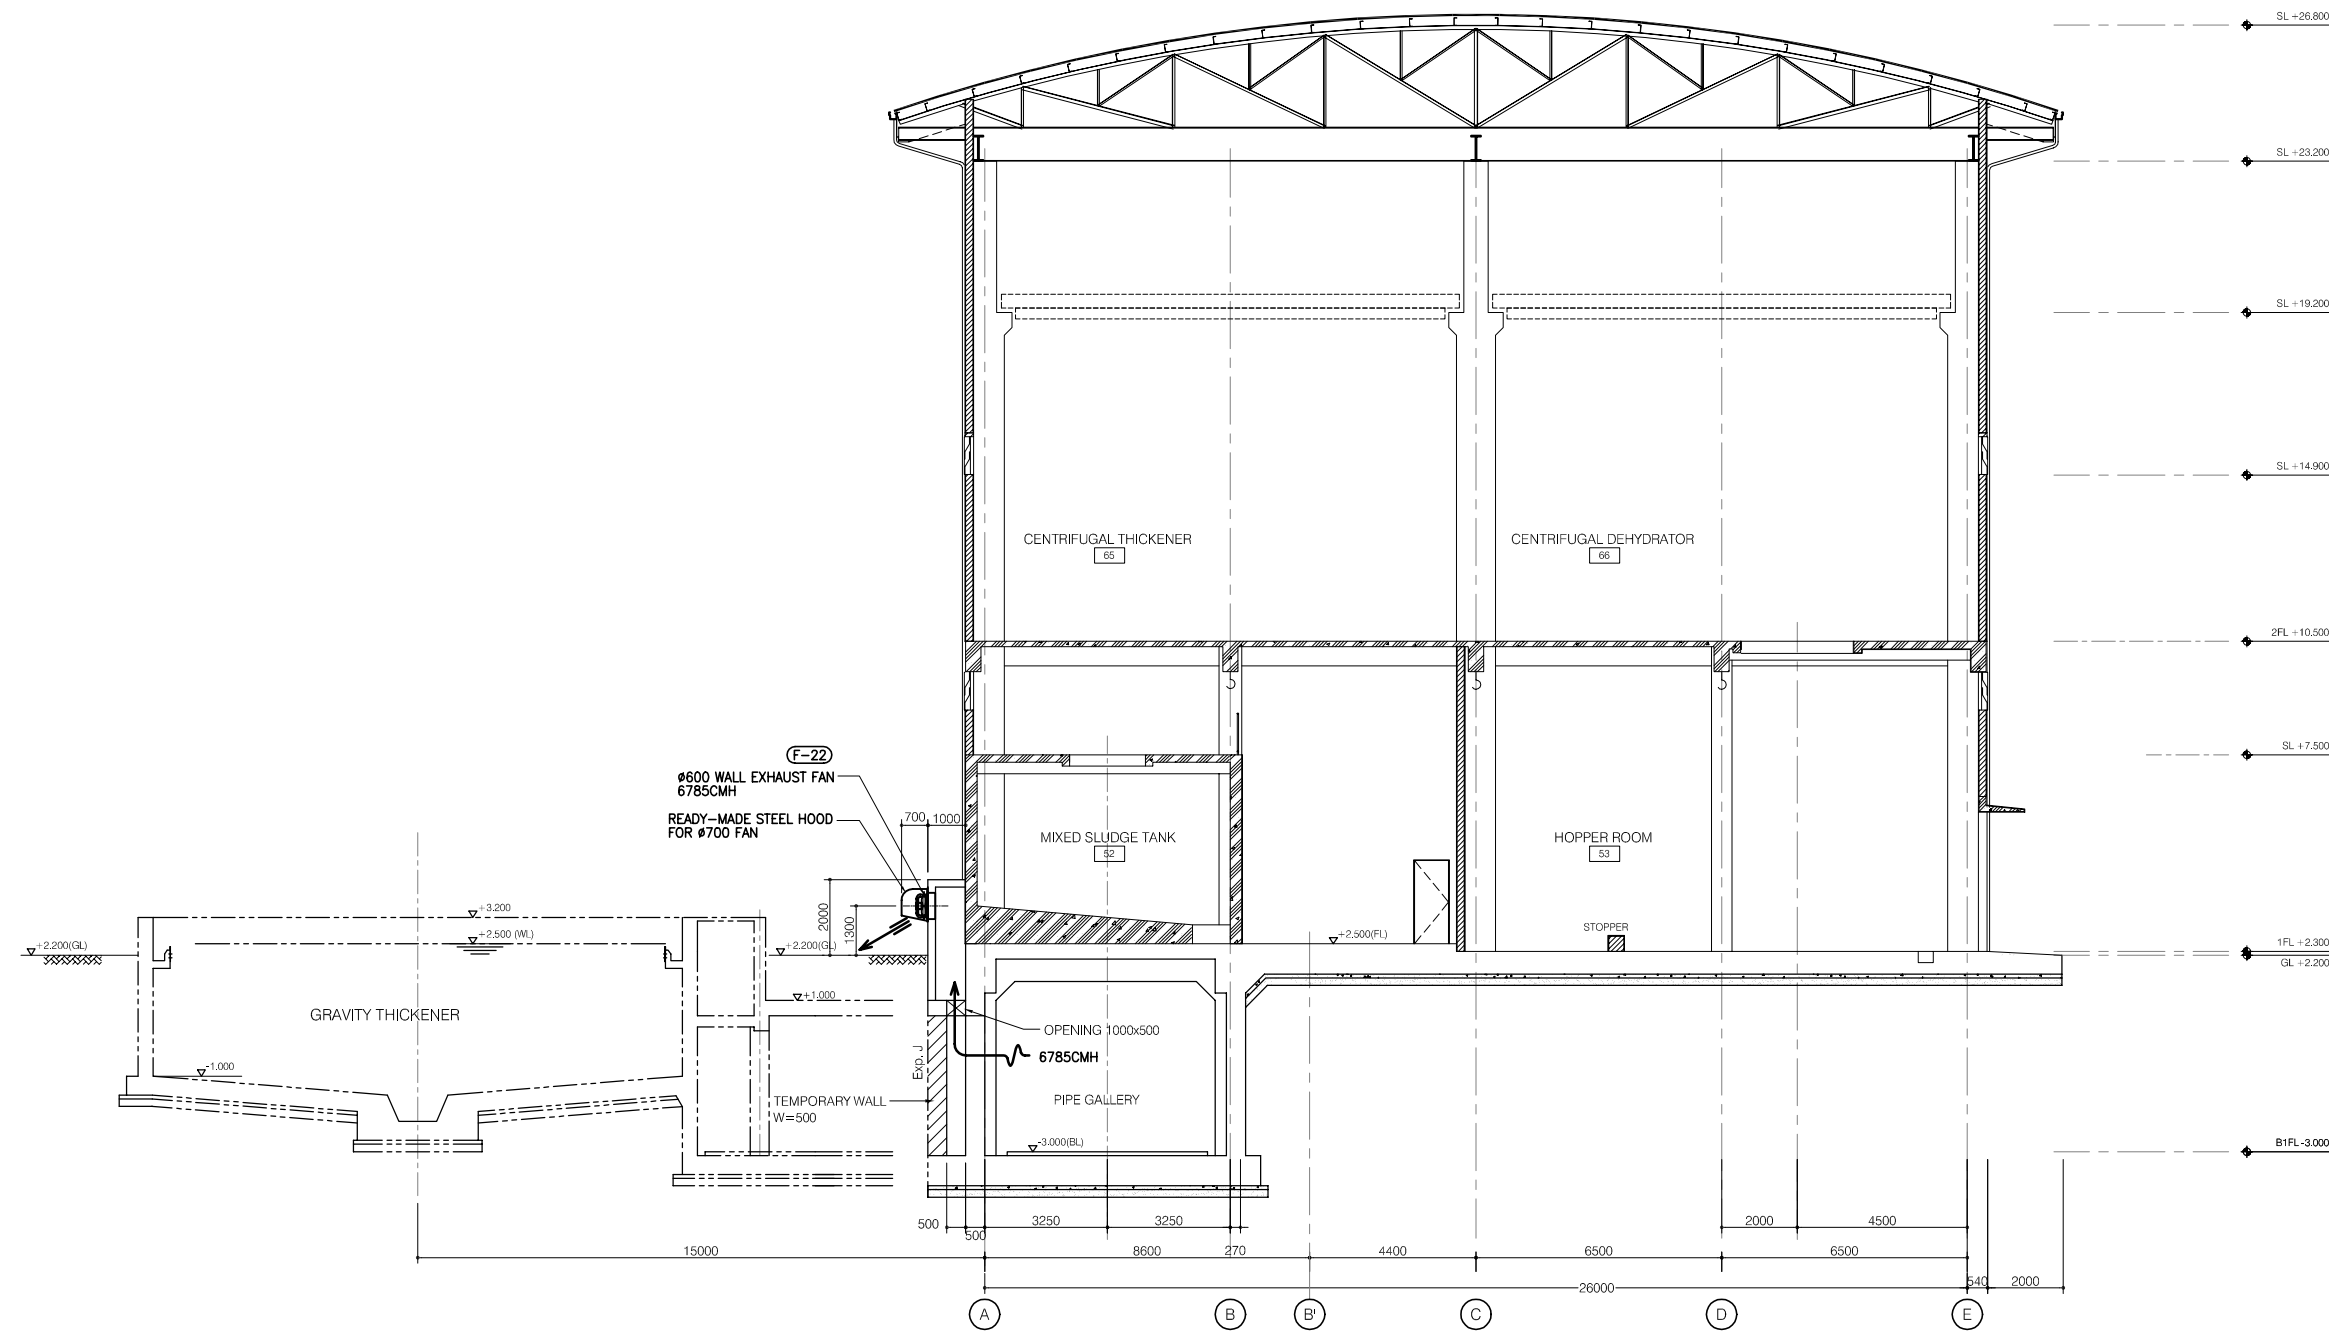 SL +26.800
SL +23.200
SL +19.200
SL +14.900
CENTRIFUGAL THICKENER
65
CENTRIFUGAL DEHYDRATOR
66
2FL +10.500
SL +7.500
F-22
ø600 WALL EXHAUST FAN
6785CMH
READY-MADE STEEL HOOD
FOR ø700 FAN
700
1000
MIXED SLUDGE TANK
52
HOPPER ROOM
53
2000
1300
STOPPER
+3.200
+2.500 (WL)
+2.200(GL)
+2.200(GL)
+2.500(FL)
1FL +2.300
GL +2.200
+1.000
GRAVITY THICKENER
OPENING 1000x500
6785CMH
Exp. J
-1.000
TEMPORARY WALL
W=500
PIPE GALLERY
-3.000(BL)
B1FL-3.000
500
500
3250
3250
2000
4500
15000
8600
270
4400
6500
6500
26000
540
2000
A
B
B'
C
D
E